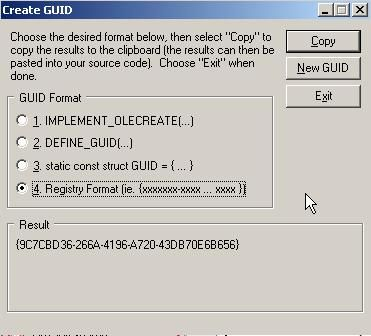 Create GUID
Choose the desired format below, then select "Copy" to
copy the results to the clipboard (the results can then be
pasted into your source code). Choose "Exit" when
done.
Copy
New GUID
Exit
GUID Format
1. IMPLEMENT_OLECREATE(...)
2. DEFINE_GUID(...)
3. static const struct GUID = { ... }
4. Registry Format (ie. {xxxxxxx-xxxx ... xxxx })
Result
{9C7CBD36-266A-4196-A720-43DB70E6B656}